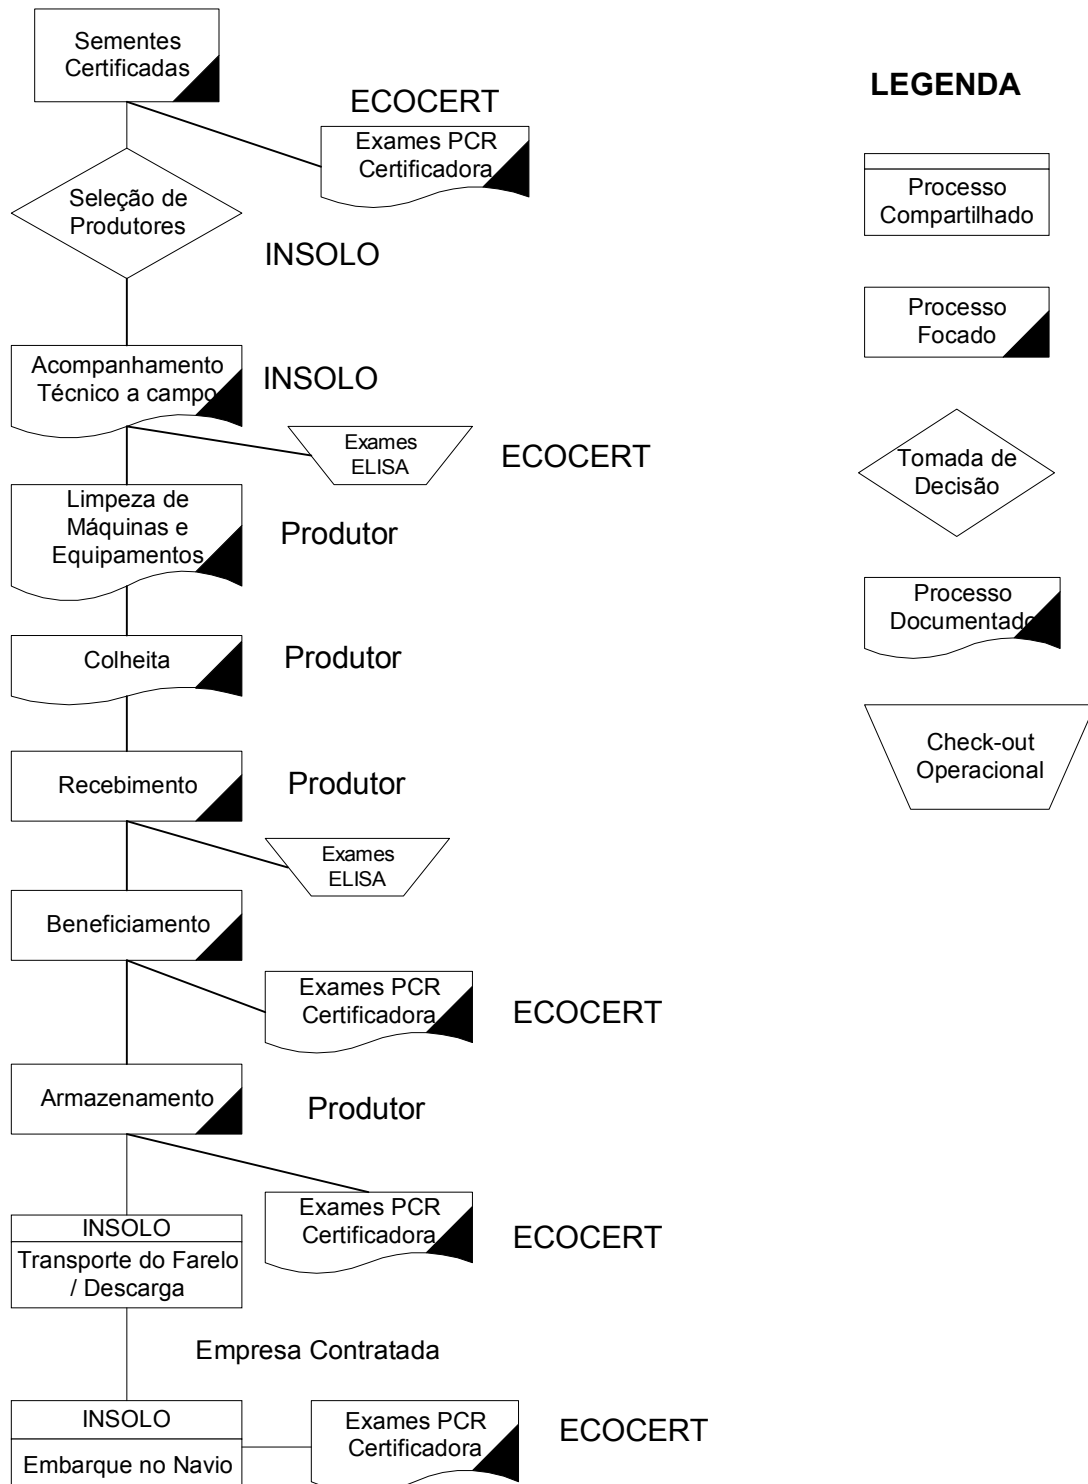 Sementes
Certificadas
ECOCERT
Exames PCR
Certificadora
Seleção de
Produtores
INSOLO
Acompanhamento
Técnico a campo
INSOLO
Exames
ELISA
ECOCERT
Limpeza de
Máquinas e
Equipamentos
Produtor
Colheita
Produtor
Recebimento
Produtor
Exames
ELISA
Beneficiamento
Exames PCR
Certificadora
ECOCERT
Armazenamento
Produtor
Exames PCR
Certificadora
ECOCERT
INSOLO
Transporte do Farelo
/ Descarga
Empresa Contratada
INSOLO
Embarque no Navio
Exames PCR
Certificadora
ECOCERT
LEGENDA
Processo
Compartilhado
Processo
Focado
Tomada de
Decisão
Processo
Documentado
Check-out
Operacional